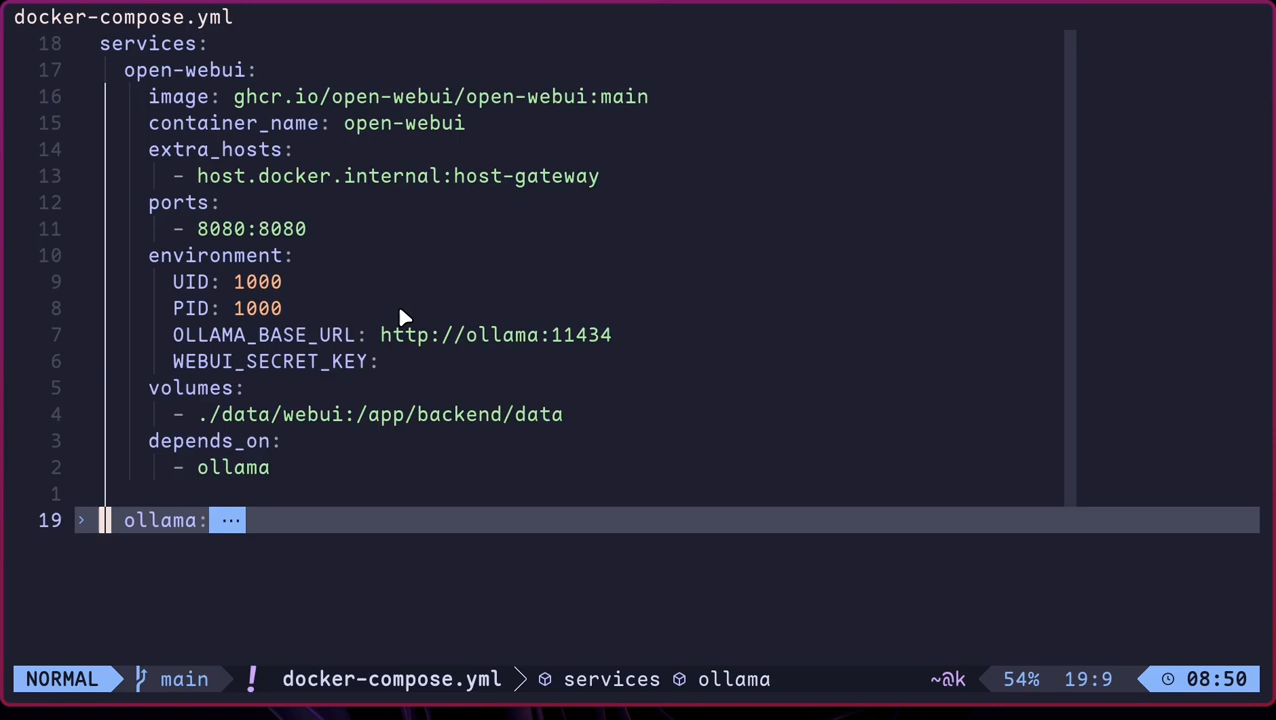 docker-compose.yml
18 services:
17 open-webui:
16 image: ghcr.io/open-webui/open-webui:main
15 container_name: open-webui
14 extra_hosts:
13 - host.docker.internal:host-gateway
12 ports:
11 - 8080:8080
10 environment:
9 UID: 1000
8 PID: 1000
7 OLLAMA_BASE_URL: http://ollama:11434
6 WEBUI_SECRET_KEY:
5 volumes:
4 - ./data/webui:/app/backend/data
3 depends_on:
2 - ollama
1
19 > ollama: ···
NORMAL main ! docker-compose.yml > services ollama ~@k 54% 19:9 08:50